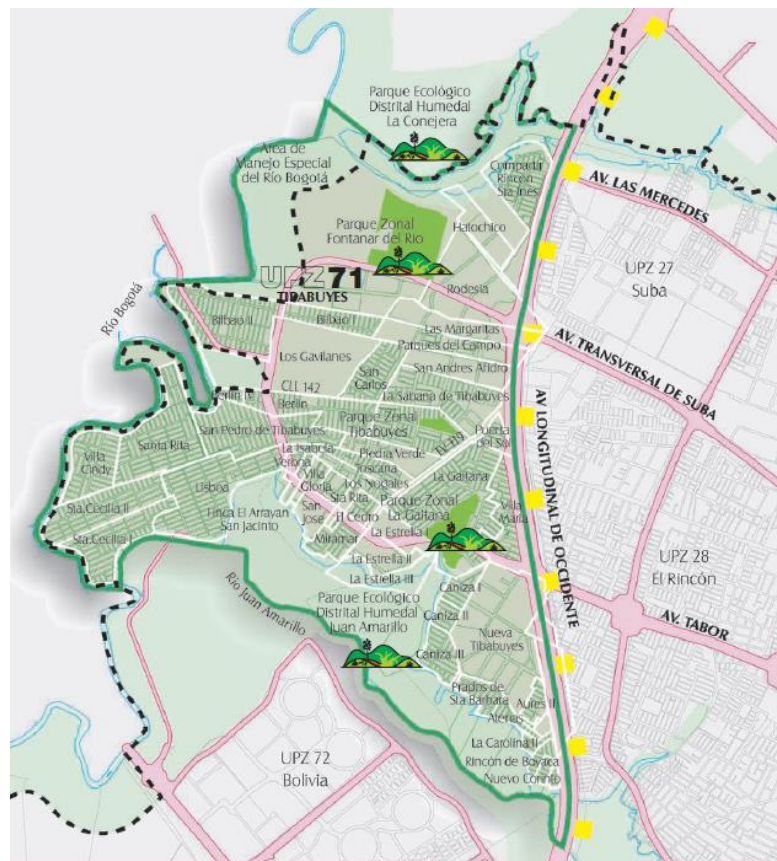 Parque Ecológico
Distrital Humedal
La Conejera
Área de
Manejo Especial
del Río Bogotá
Compartir
Rincón
Sta Inés
AV. LAS MERCEDES
Parque Zonal
Fontanar del Río
Hatochico
UPZ 27
Suba
UPZ 71
TIBABUYES
Rodesia
Río Bogotá
Bilbao II
Bilbao I
Las Margaritas
Parques del Campo
AV. TRANSVERSAL DE SUBA
Los Gavilanes
San
Carlos
San Andres Afidro
CLL 142
Berlin IV
Berlin
La Sabana de Tibabuyes
AV LONGITUDINAL DE OCCIDENTE
Parque Zonal
Tibabuyes
San Pedro de Tibabuyes
Puerta
del Sol
Santa Rita
La Isabela
Verona
Piedra Verde
Toscana
Villa
Cindy
Villa
Gloria
Los Nogales
La Gaitana
Lisboa
Sta Rita
Parque Zonal
La Gaitana
Villa
María
Sta.Cecilia II
Finca El Arrayan
San Jacinto
San
José
El Cedro
La Estrella I
Sta.Cecilia I
Miramar
La Estrella II
UPZ 28
El Rincón
La Estrella III
Caniza I
Río Juan Amarillo
Parque Ecológico
Distrital Humedal
Juan Amarillo
Caniza II
AV. TABOR
Nueva
Tibabuyes
Caniza III
Prados de
Sta Bárbara
Aures II
Atenas
La Carolina II
UPZ 72
Bolivia
Rincón de Boyaca
Nuevo Corinto